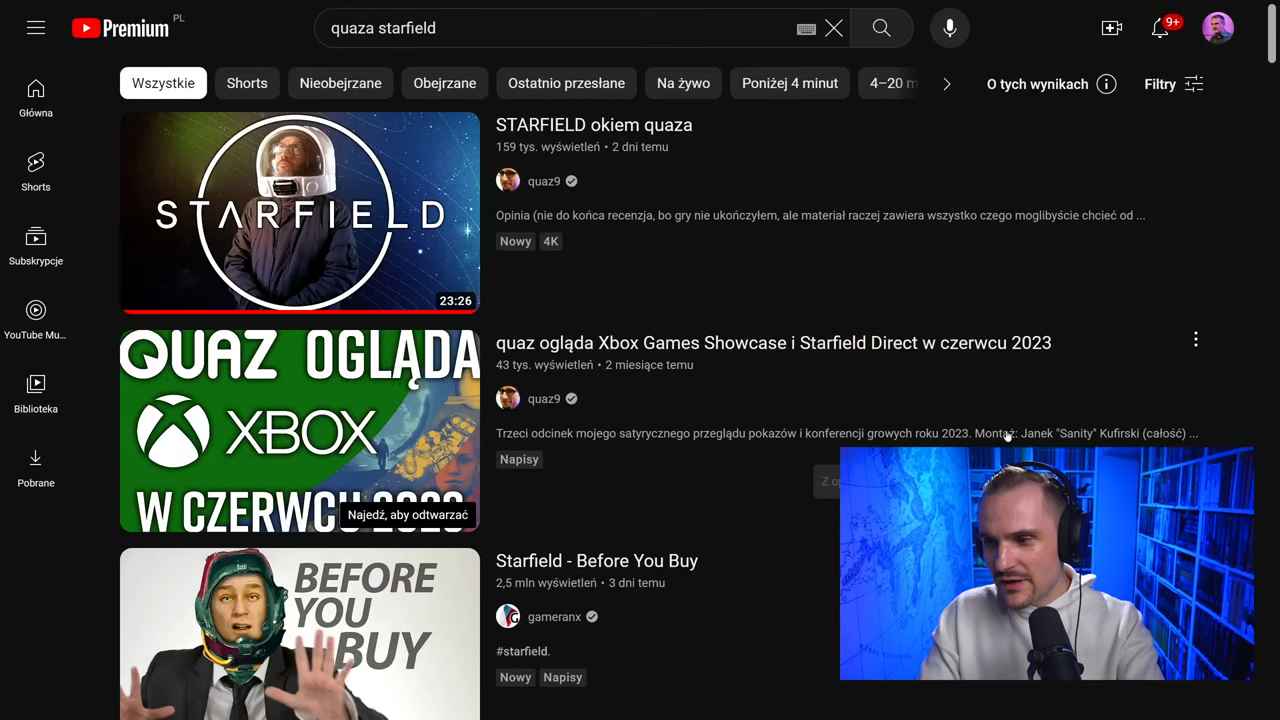 Premium PL
quaza starfield
9+
Wszystkie
Shorts
Nieobejrzane
Obejrzane
Ostatnio przesłane
Na żywo
Poniżej 4 minut
4–20 m
O tych wynikach
Filtry
Główna
Shorts
Subskrypcje
YouTube Mu...
Biblioteka
Pobrane
STARFIELD
23:26
STARFIELD okiem quaza
159 tys. wyświetleń • 2 dni temu
quaz9
Opinia (nie do końca recenzja, bo gry nie ukończyłem, ale materiał raczej zawiera wszystko czego moglibyście chcieć od ...
Nowy 4K
QUAZ OGLĄDA
XBOX
W CZERWCU 2023
Najedź, aby odtwarzać
quaz ogląda Xbox Games Showcase i Starfield Direct w czerwcu 2023
43 tys. wyświetleń • 2 miesiące temu
quaz9
Trzeci odcinek mojego satyrycznego przeglądu pokazów i konferencji growych roku 2023. Montaż: Janek "Sanity" Kufirski (całość) ...
Napisy
Z o
BEFORE
YOU
BUY
Starfield - Before You Buy
2,5 mln wyświetleń • 3 dni temu
gameranx
#starfield.
Nowy Napisy